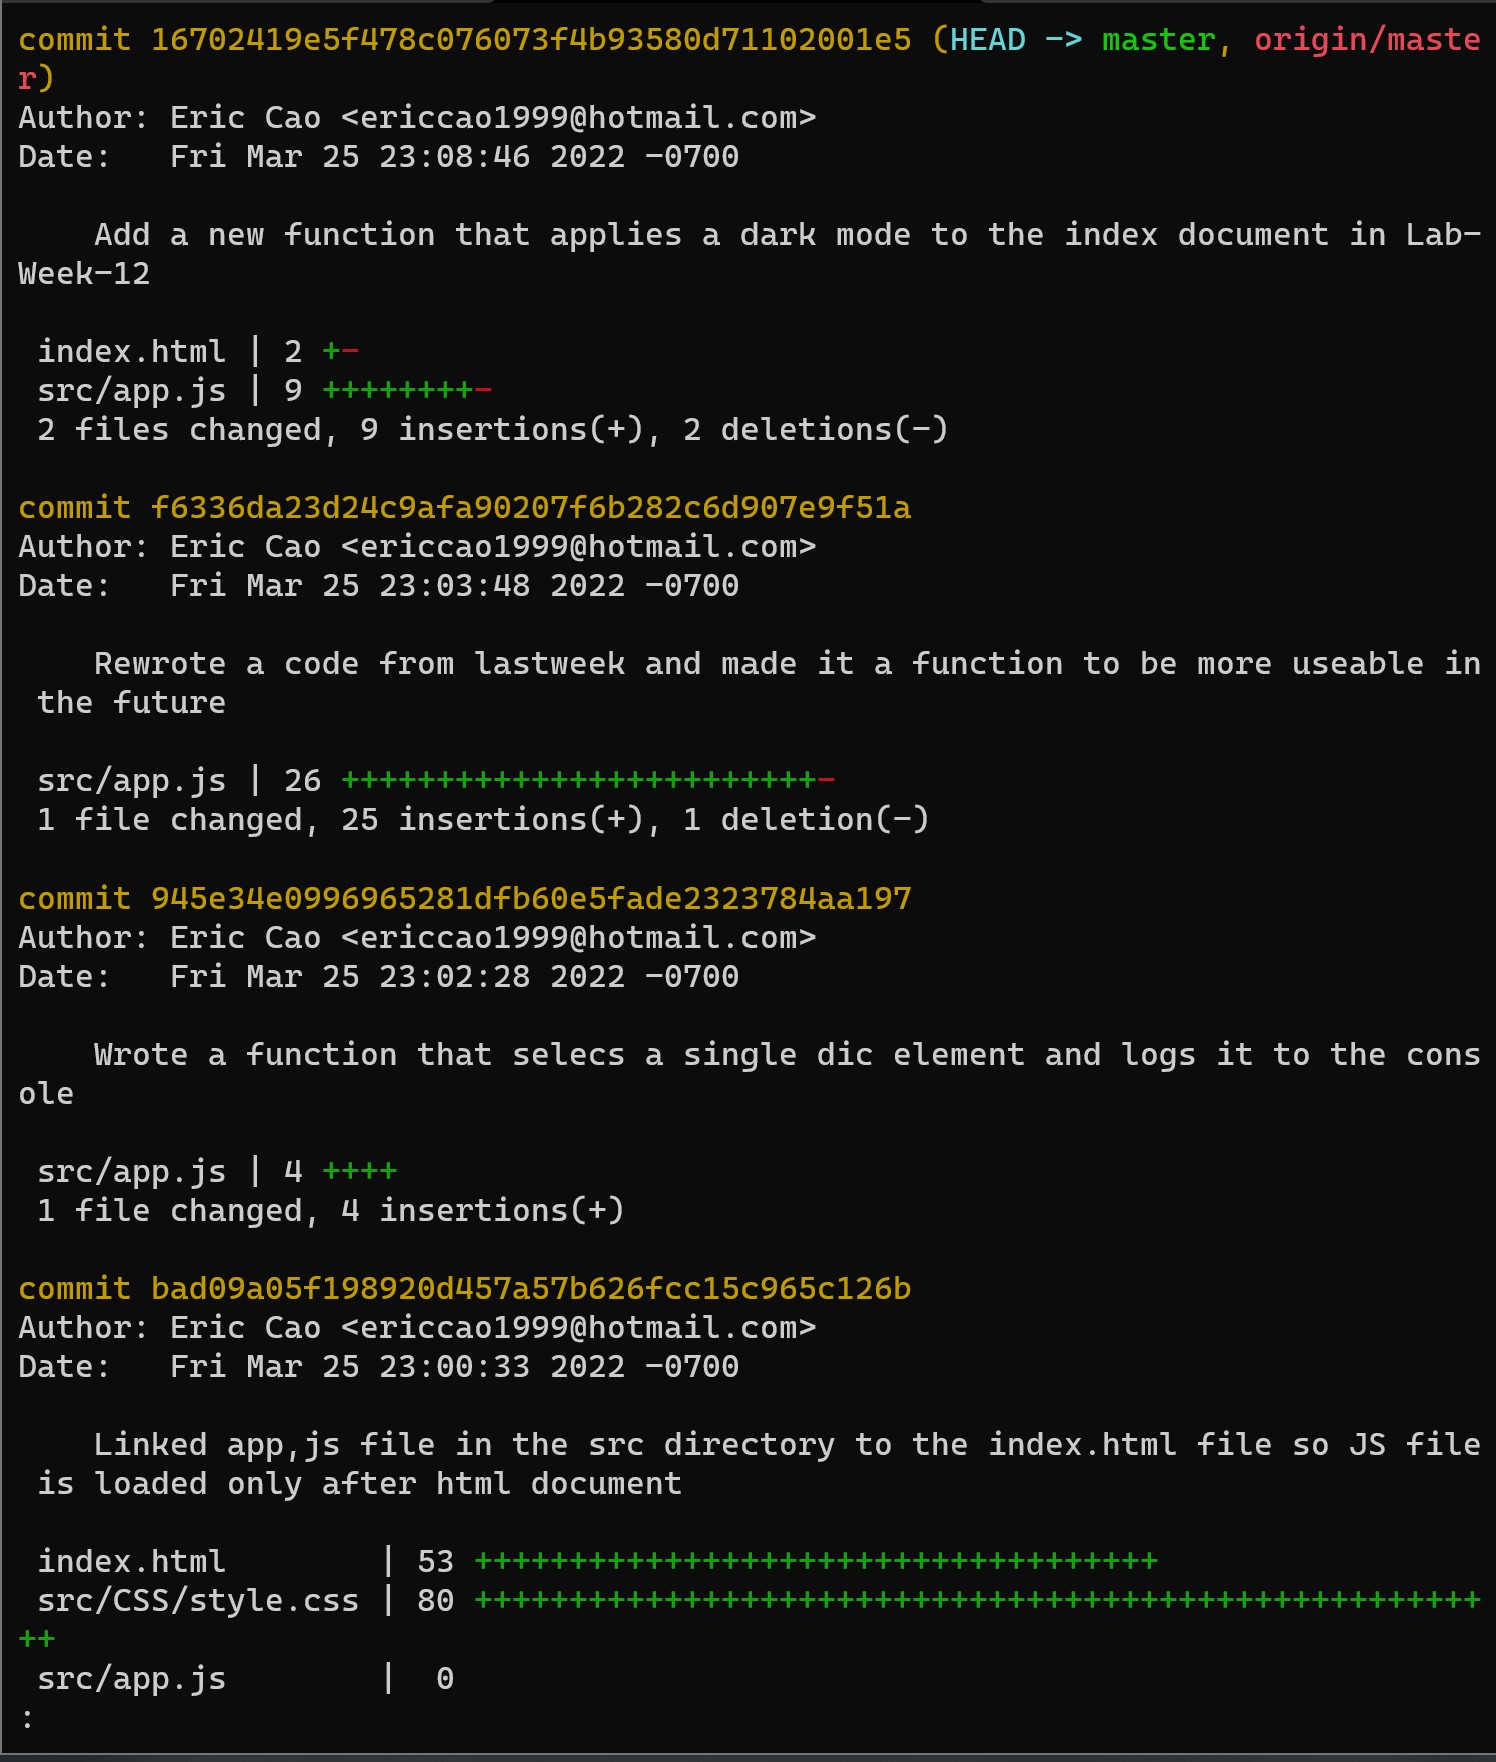 commit 16702419e5f478c076073f4b93580d71102001e5 (HEAD -> master, origin/maste
r)
Author: Eric Cao <ericcao1999@hotmail.com>
Date:   Fri Mar 25 23:08:46 2022 -0700

    Add a new function that applies a dark mode to the index document in Lab-
Week-12

 index.html | 2 +-
 src/app.js | 9 ++++++++-
 2 files changed, 9 insertions(+), 2 deletions(-)

commit f6336da23d24c9afa90207f6b282c6d907e9f51a
Author: Eric Cao <ericcao1999@hotmail.com>
Date:   Fri Mar 25 23:03:48 2022 -0700

    Rewrote a code from lastweek and made it a function to be more useable in
 the future

 src/app.js | 26 +++++++++++++++++++++++++-
 1 file changed, 25 insertions(+), 1 deletion(-)

commit 945e34e0996965281dfb60e5fade2323784aa197
Author: Eric Cao <ericcao1999@hotmail.com>
Date:   Fri Mar 25 23:02:28 2022 -0700

    Wrote a function that selecs a single dic element and logs it to the cons
ole

 src/app.js | 4 ++++
 1 file changed, 4 insertions(+)

commit bad09a05f198920d457a57b626fcc15c965c126b
Author: Eric Cao <ericcao1999@hotmail.com>
Date:   Fri Mar 25 23:00:33 2022 -0700

    Linked app,js file in the src directory to the index.html file so JS file
 is loaded only after html document

 index.html        | 53 ++++++++++++++++++++++++++++++++++++
 src/CSS/style.css | 80 +++++++++++++++++++++++++++++++++++++++++++++++++++++
++
 src/app.js        |  0
: